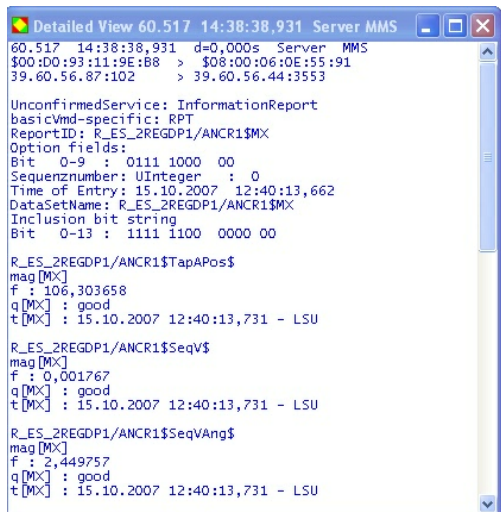 Detailed View 60.517 14:38:38,931 Server MMS
60.517 14:38:38,931 d=0,000s Server MMS
$00:D0:93:11:9E:B8 > $08:00:06:0E:55:91
39.60.56.87:102 > 39.60.56.44:3553
UnconfirmedService: InformationReport
basicVmd-specific: RPT
ReportID: R_ES_2REGDP1/ANCR1$MX
Option fields:
Bit 0-9 : 0111 1000 00
Sequenznumber: UInteger : 0
Time of Entry: 15.10.2007 12:40:13,662
DataSetName: R_ES_2REGDP1/ANCR1$MX
Inclusion bit string
Bit 0-13 : 1111 1100 0000 00
R_ES_2REGDP1/ANCR1$TapAPos$
mag[MX]
f : 106,303658
q[MX] : good
t[MX] : 15.10.2007 12:40:13,731 - LSU
R_ES_2REGDP1/ANCR1$SeqV$
mag[MX]
f : 0,001767
q[MX] : good
t[MX] : 15.10.2007 12:40:13,731 - LSU
R_ES_2REGDP1/ANCR1$SeqVAng$
mag[MX]
f : 2,449757
q[MX] : good
t[MX] : 15.10.2007 12:40:13,731 - LSU